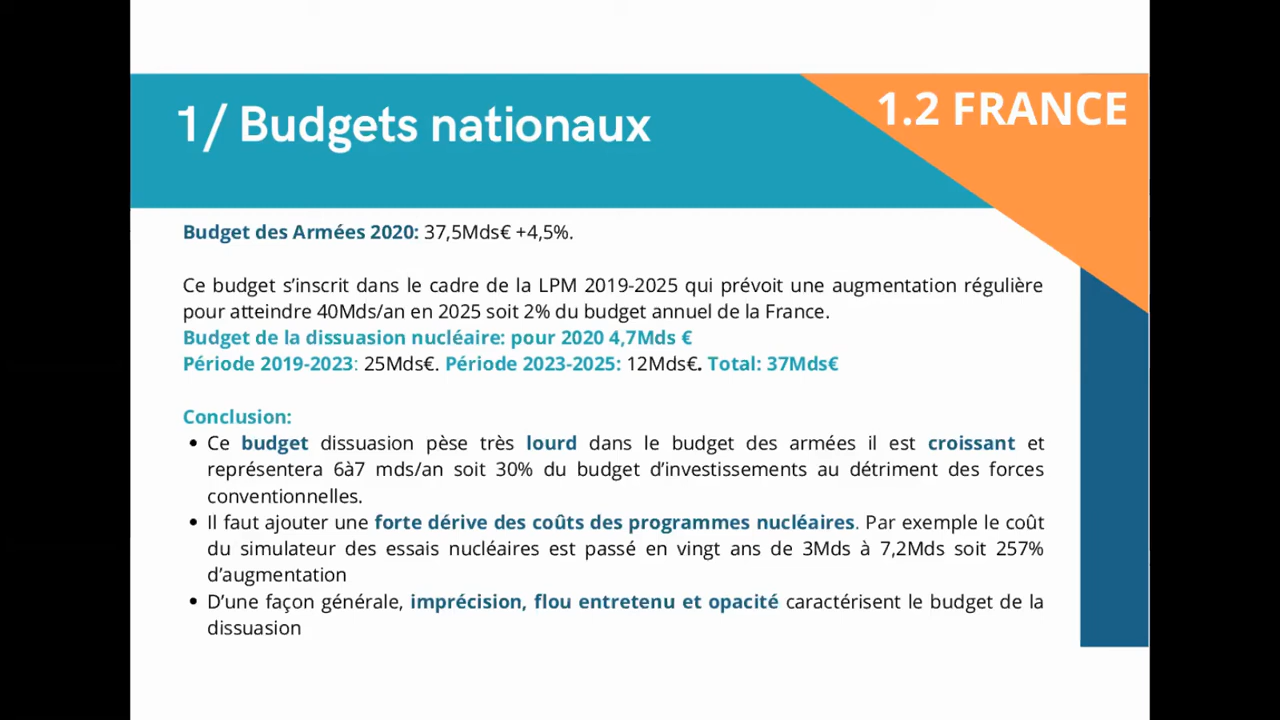 1/ Budgets nationaux
1.2 FRANCE
Budget des Armées 2020: 37,5Mds€ +4,5%.
Ce budget s’inscrit dans le cadre de la LPM 2019-2025 qui prévoit une augmentation régulière
pour atteindre 40Mds/an en 2025 soit 2% du budget annuel de la France.
Budget de la dissuasion nucléaire: pour 2020 4,7Mds €
Période 2019-2023: 25Mds€. Période 2023-2025: 12Mds€. Total: 37Mds€
Conclusion:
• Ce budget dissuasion pèse très lourd dans le budget des armées il est croissant et
représentera 6à7 mds/an soit 30% du budget d’investissements au détriment des forces
conventionnelles.
• Il faut ajouter une forte dérive des coûts des programmes nucléaires. Par exemple le coût
du simulateur des essais nucléaires est passé en vingt ans de 3Mds à 7,2Mds soit 257%
d’augmentation
• D’une façon générale, imprécision, flou entretenu et opacité caractérisent le budget de la
dissuasion